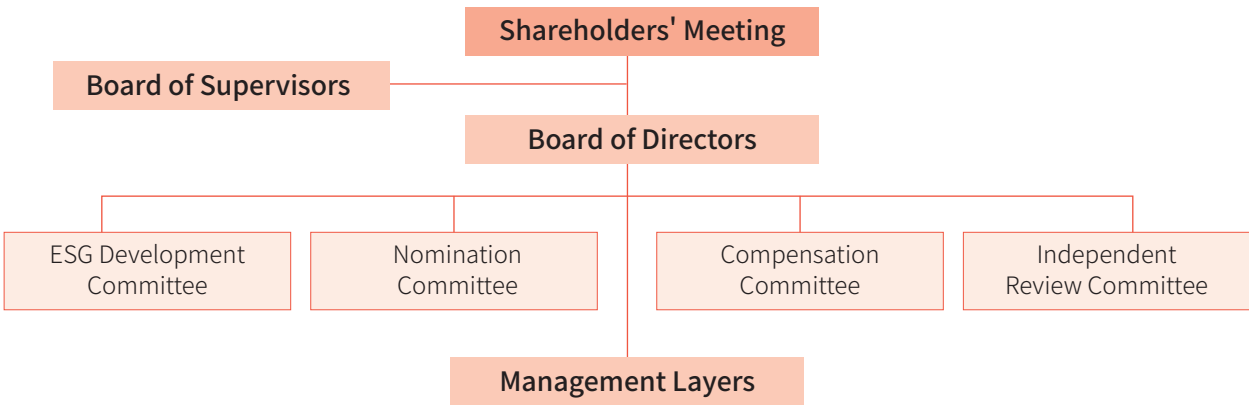 Shareholders' Meeting
Board of Supervisors
Board of Directors
ESG Development
Committee
Nomination
Committee
Compensation
Committee
Independent
Review Committee
Management Layers